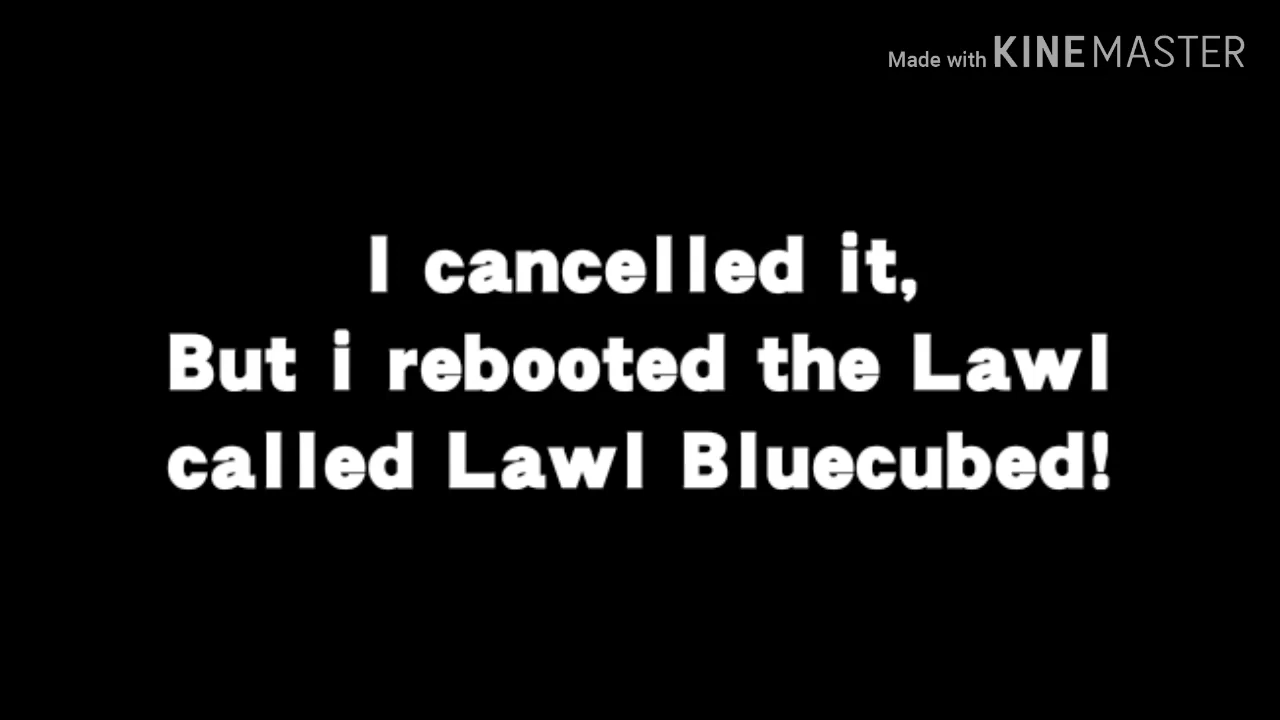 Made with KINEMASTER
I cancelled it,
But i rebooted the Lawl
called Lawl Bluecubed!